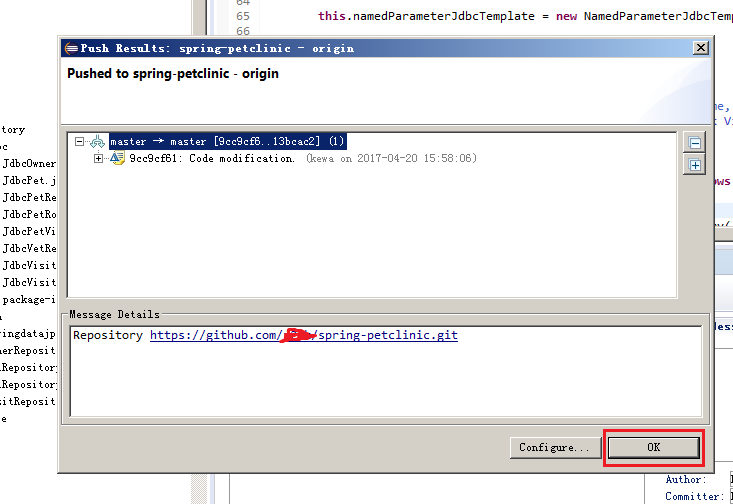 64
65 this.namedParameterJdbcTemplate = new NamedParameterJdbcTemp
66
Push Results: spring-petclinic - origin
Pushed to spring-petclinic - origin
master → master [9cc9cf6..13bcac2] (1)
9cc9cf61: Code modification. (kewa on 2017-04-20 15:58:06)
Message Details
Repository https://github.com/ /spring-petclinic.git
Configure...
OK
tory
JdbcOwner
JdbcPet.j
JdbcPetRe
JdbcPetRo
JdbcPetVi
JdbcVetRe
JdbcVisit
JdbcVisit
package-i
ringdatajp
nerReposit
Repository
Repository
sitReposit
Author:
Committer: